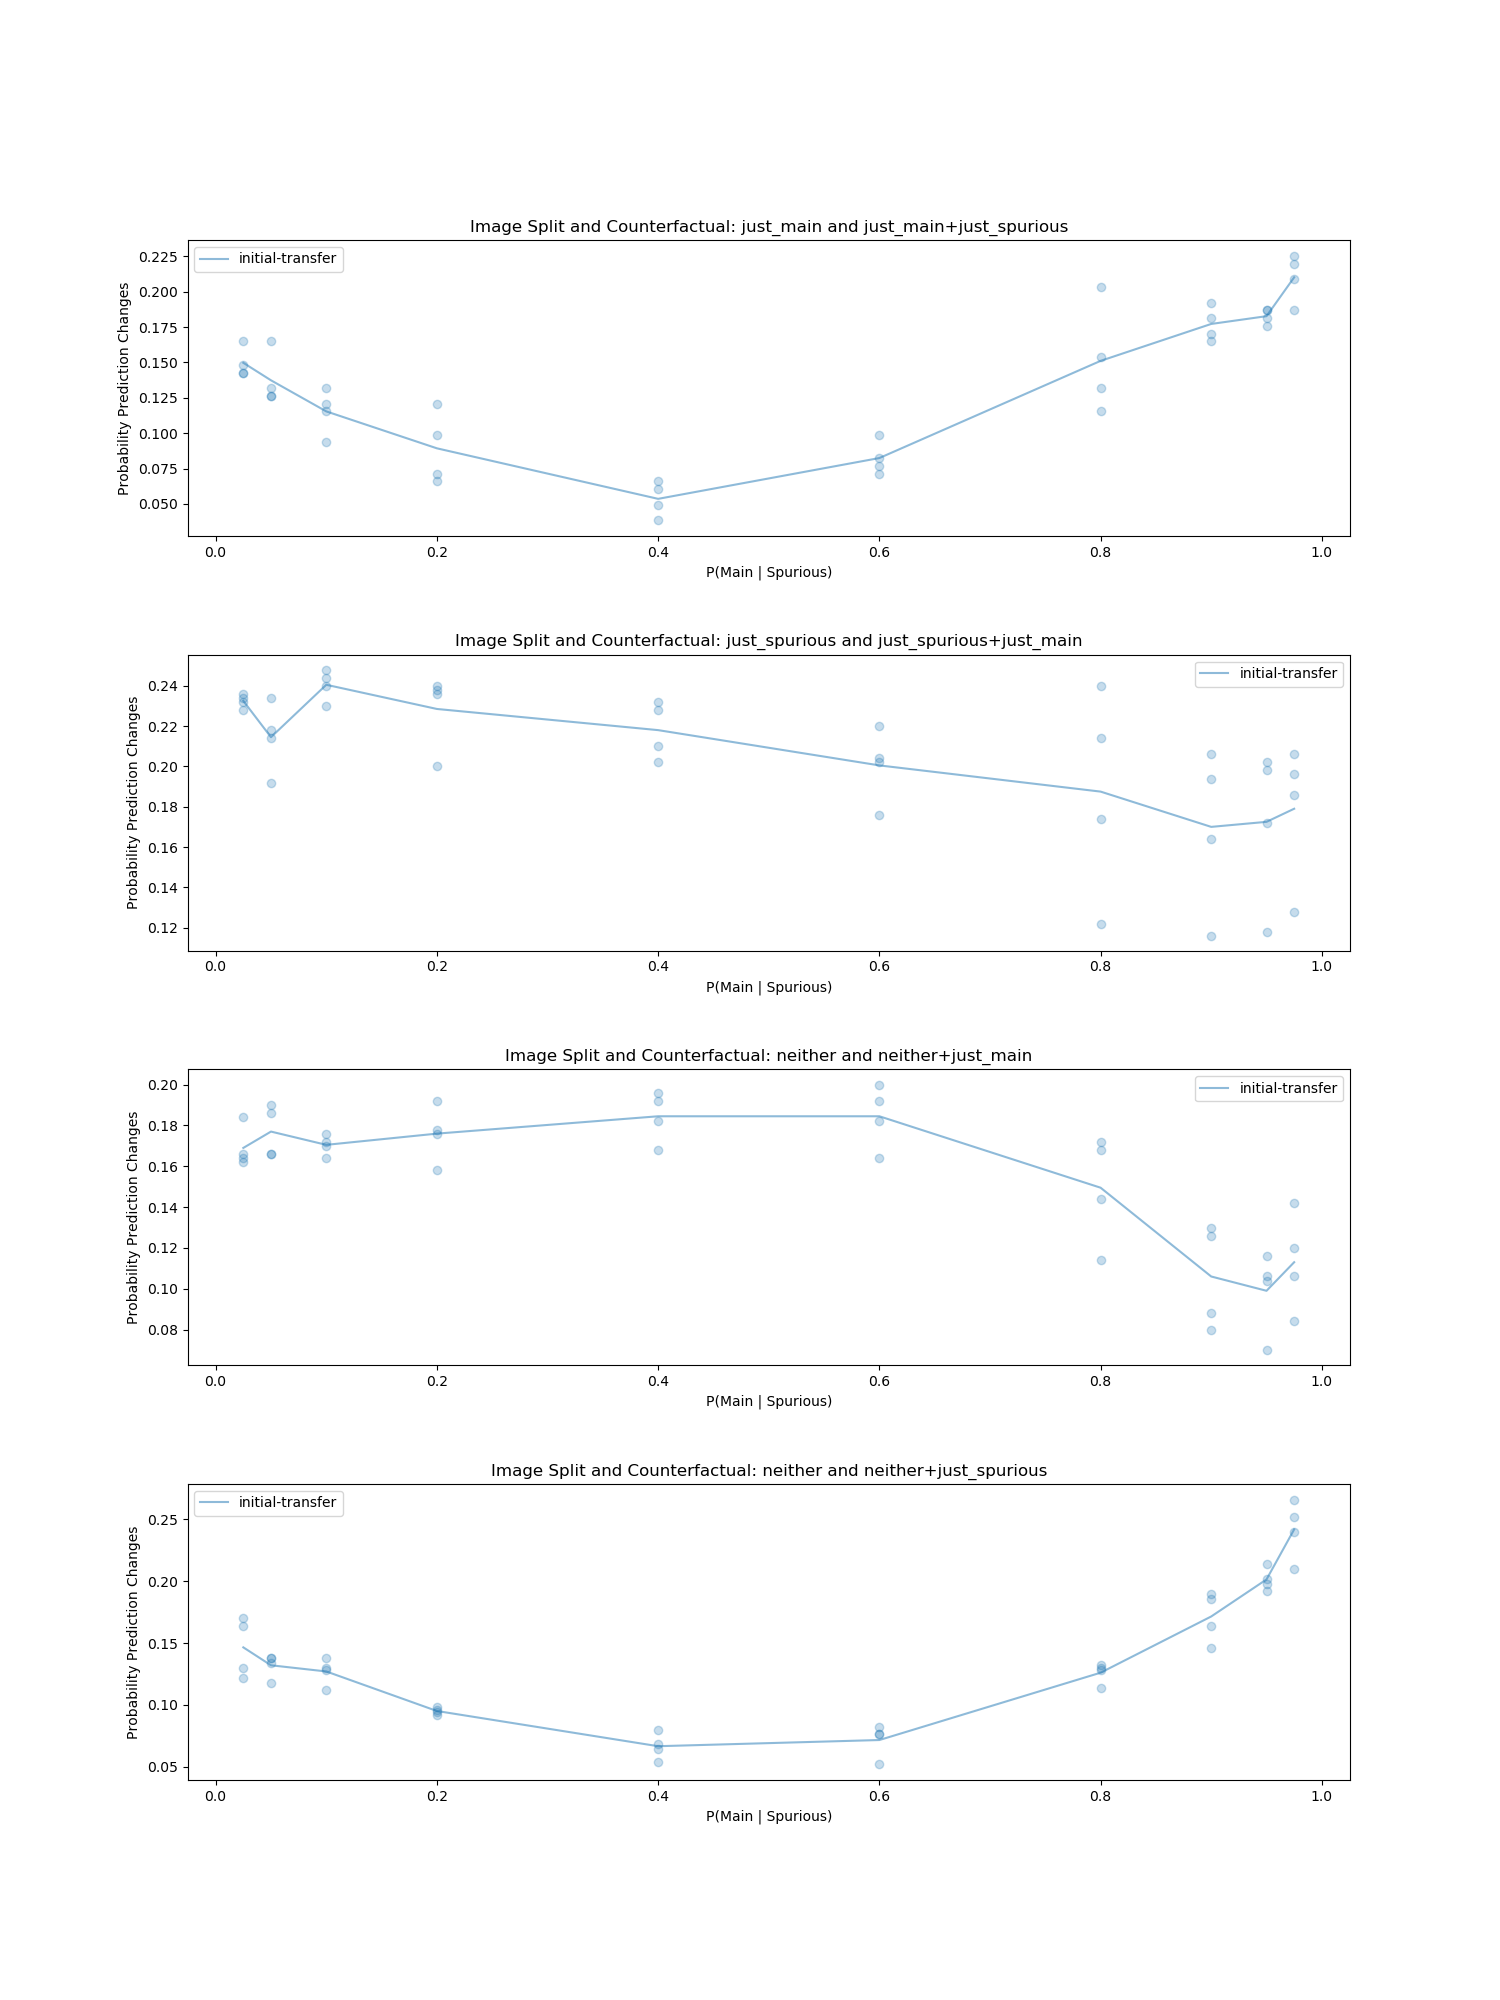 Image Split and Counterfactual: just_main and just_main+just_spurious
initial-transfer
Probability Prediction Changes
0.225
0.200
0.175
0.150
0.125
0.100
0.075
0.050
0.0 0.2 0.4 0.6 0.8 1.0
P(Main | Spurious)
Image Split and Counterfactual: just_spurious and just_spurious+just_main
initial-transfer
Probability Prediction Changes
0.24
0.22
0.20
0.18
0.16
0.14
0.12
0.0 0.2 0.4 0.6 0.8 1.0
P(Main | Spurious)
Image Split and Counterfactual: neither and neither+just_main
initial-transfer
Probability Prediction Changes
0.20
0.18
0.16
0.14
0.12
0.10
0.08
0.0 0.2 0.4 0.6 0.8 1.0
P(Main | Spurious)
Image Split and Counterfactual: neither and neither+just_spurious
initial-transfer
Probability Prediction Changes
0.25
0.20
0.15
0.10
0.05
0.0 0.2 0.4 0.6 0.8 1.0
P(Main | Spurious)